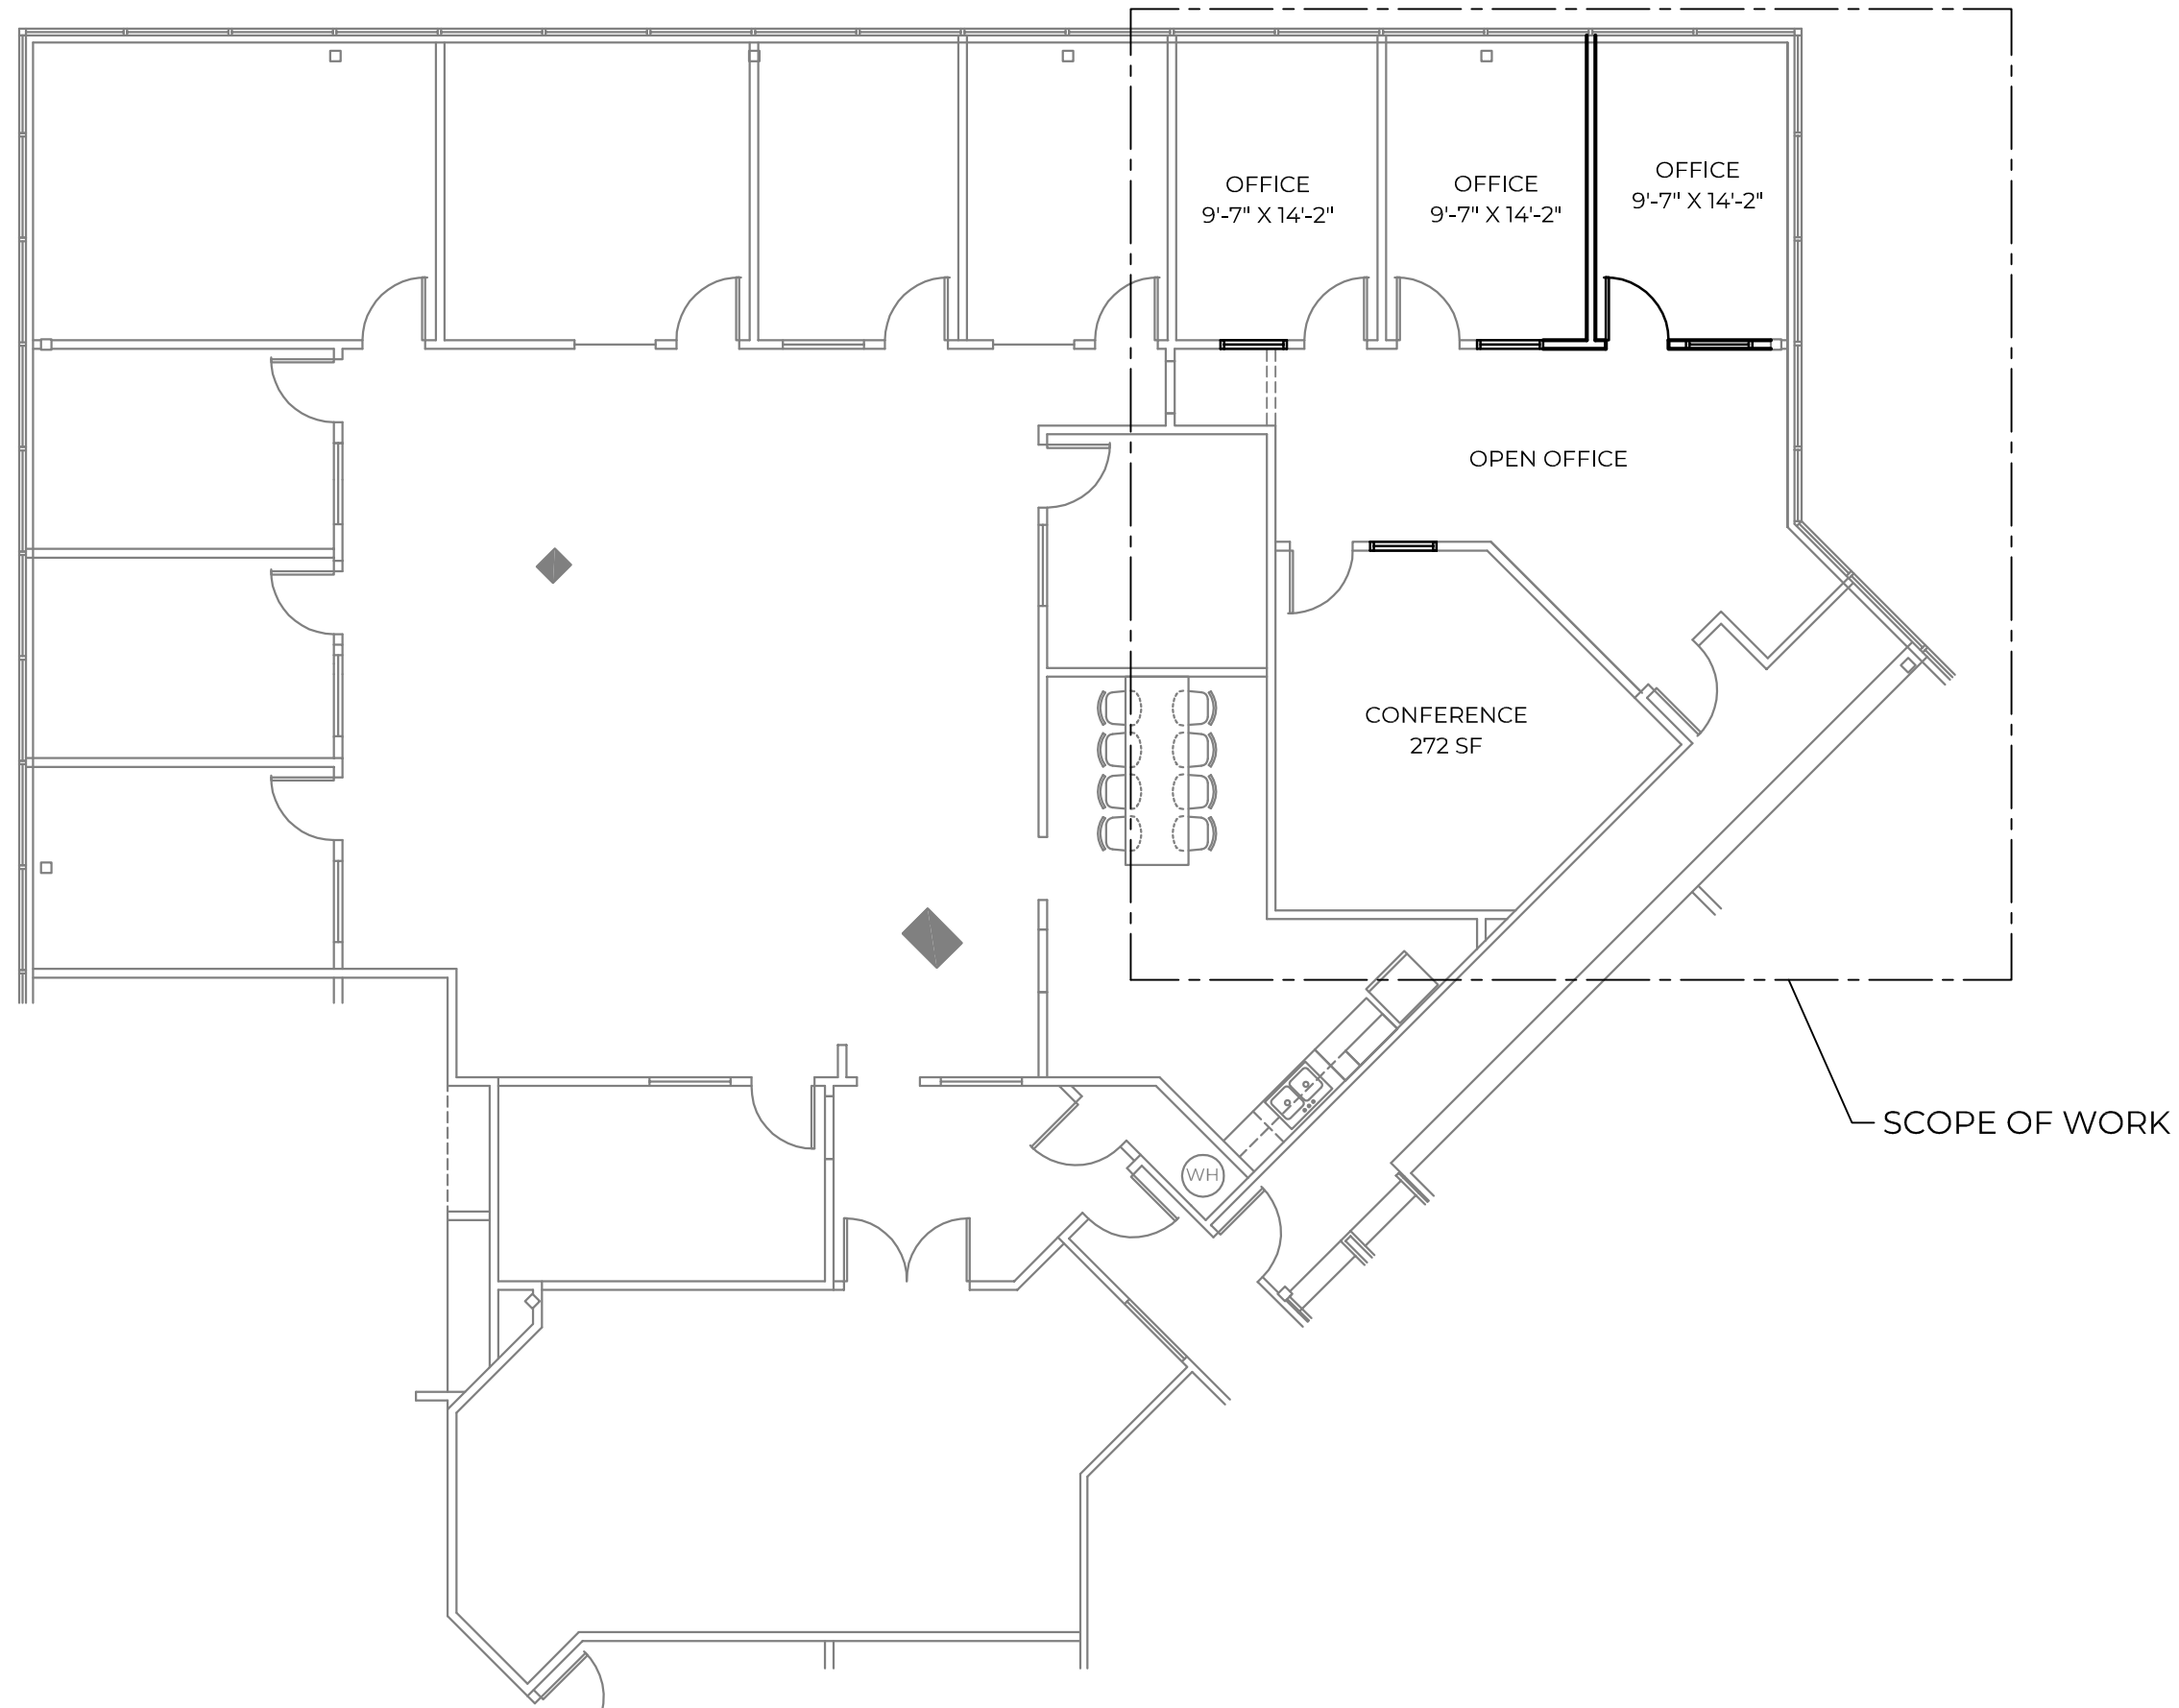 OFFICE
9'-7" X 14'-2"
OFFICE
9'-7" X 14'-2"
OFFICE
9'-7" X 14'-2"
OPEN OFFICE
CONFERENCE
272 SF
SCOPE OF WORK
WH